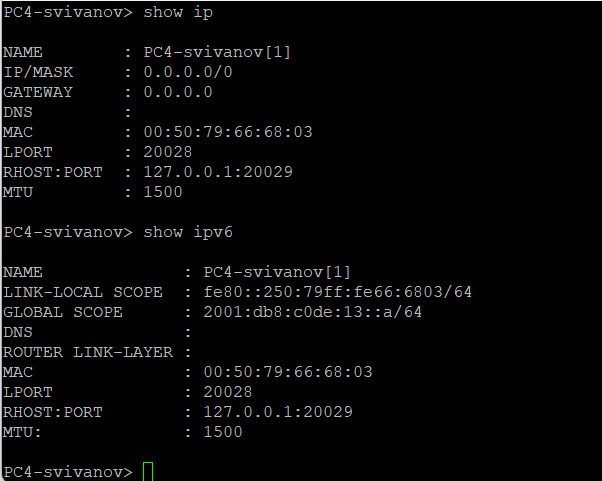 PC4-svivanov> show ip
NAME : PC4-svivanov[1]
IP/MASK : 0.0.0.0/0
GATEWAY : 0.0.0.0
DNS :
MAC : 00:50:79:66:68:03
LPORT : 20028
RHOST:PORT : 127.0.0.1:20029
MTU : 1500
PC4-svivanov> show ipv6
NAME : PC4-svivanov[1]
LINK-LOCAL SCOPE : fe80::250:79ff:fe66:6803/64
GLOBAL SCOPE : 2001:db8:c0de:13::a/64
DNS :
ROUTER LINK-LAYER :
MAC : 00:50:79:66:68:03
LPORT : 20028
RHOST:PORT : 127.0.0.1:20029
MTU: : 1500
PC4-svivanov>